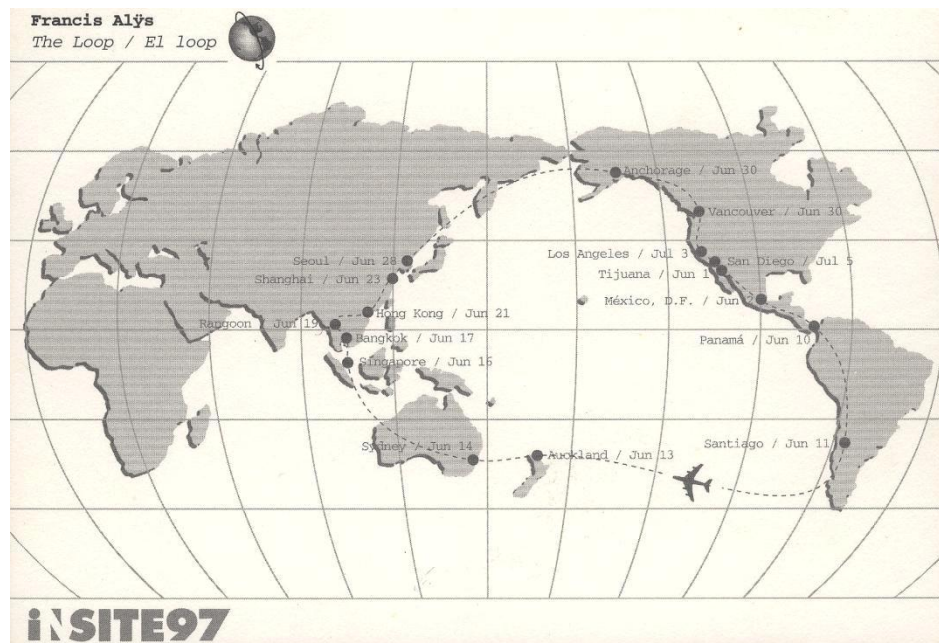 Francis Alÿs
The Loop / El loop
Anchorage / Jun 30
Vancouver / Jun 30
Los Angeles / Jul 3
San Diego / Jul 5
Seoul / Jun 28
Shanghai / Jun 23
Tijuana / Jun 1
México, D.F. / Jun 2
Hong Kong / Jun 21
Rangoon / Jun 19
Bangkok / Jun 17
Panamá / Jun 10
Singapore / Jun 16
Santiago / Jun 11
Sydney / Jun 14
Auckland / Jun 13
iNSITE97